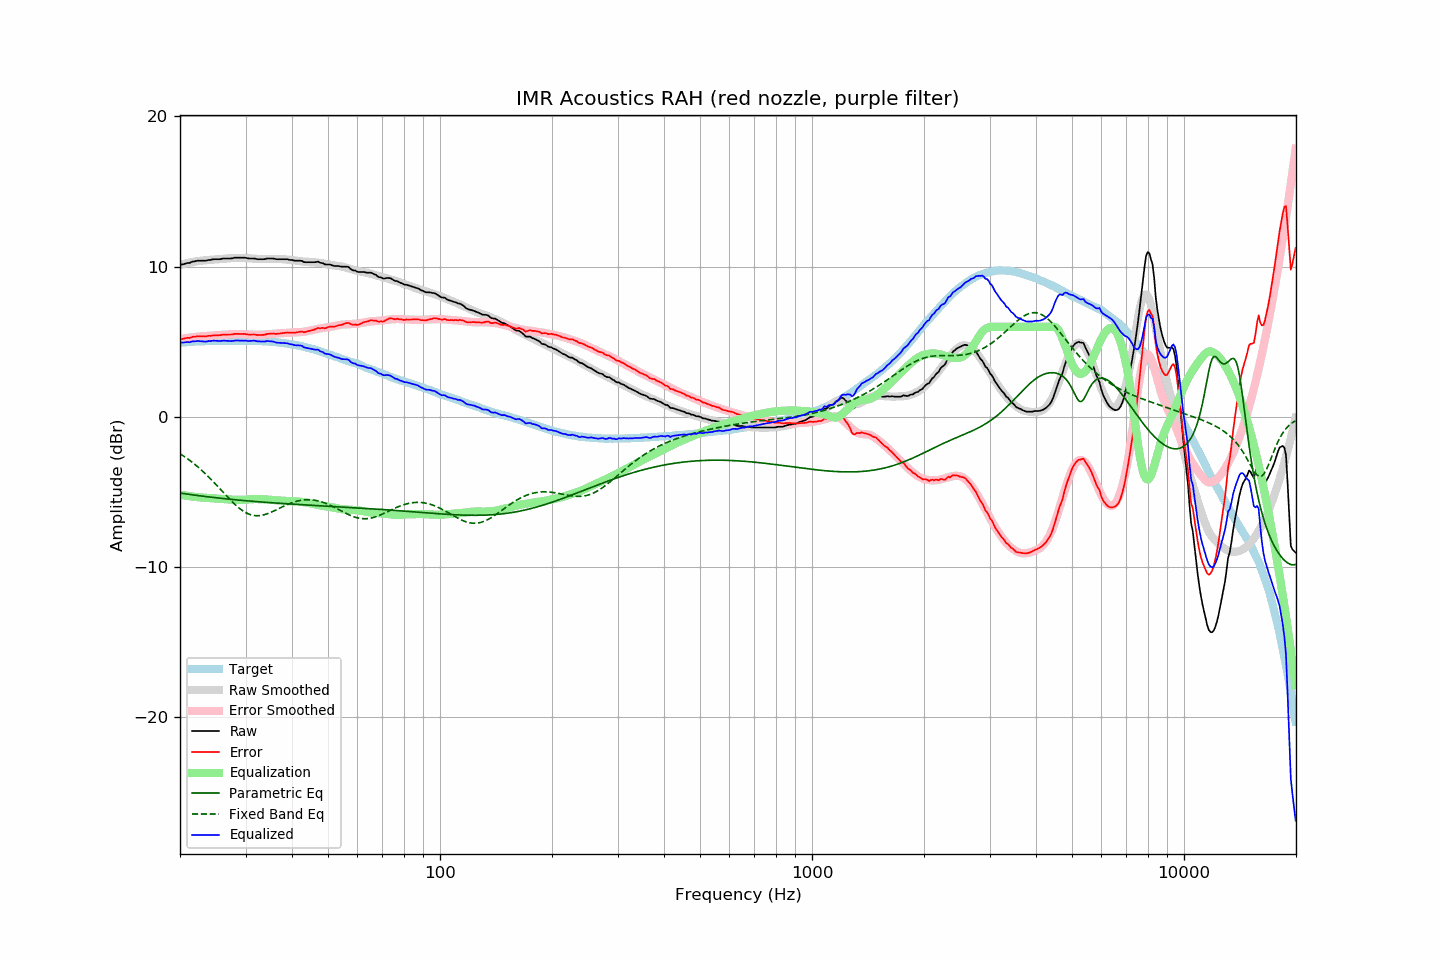 IMR Acoustics RAH (red nozzle, purple filter)
20
10
0
−10
−20
Amplitude (dBr)
Target
Raw Smoothed
Error Smoothed
Raw
Error
Equalization
Parametric Eq
Fixed Band Eq
Equalized
100
1000
10000
Frequency (Hz)